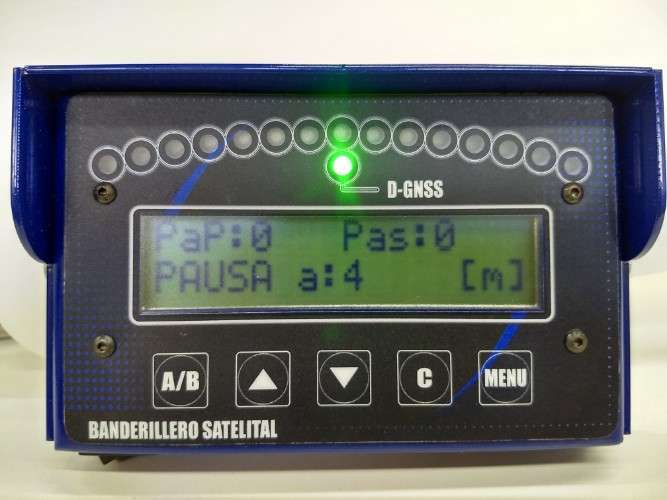 D-GNSS
PaP:0 Pas:0
PAUSA a:4 [m]
A/B C MENU
BANDERILLERO SATELITAL